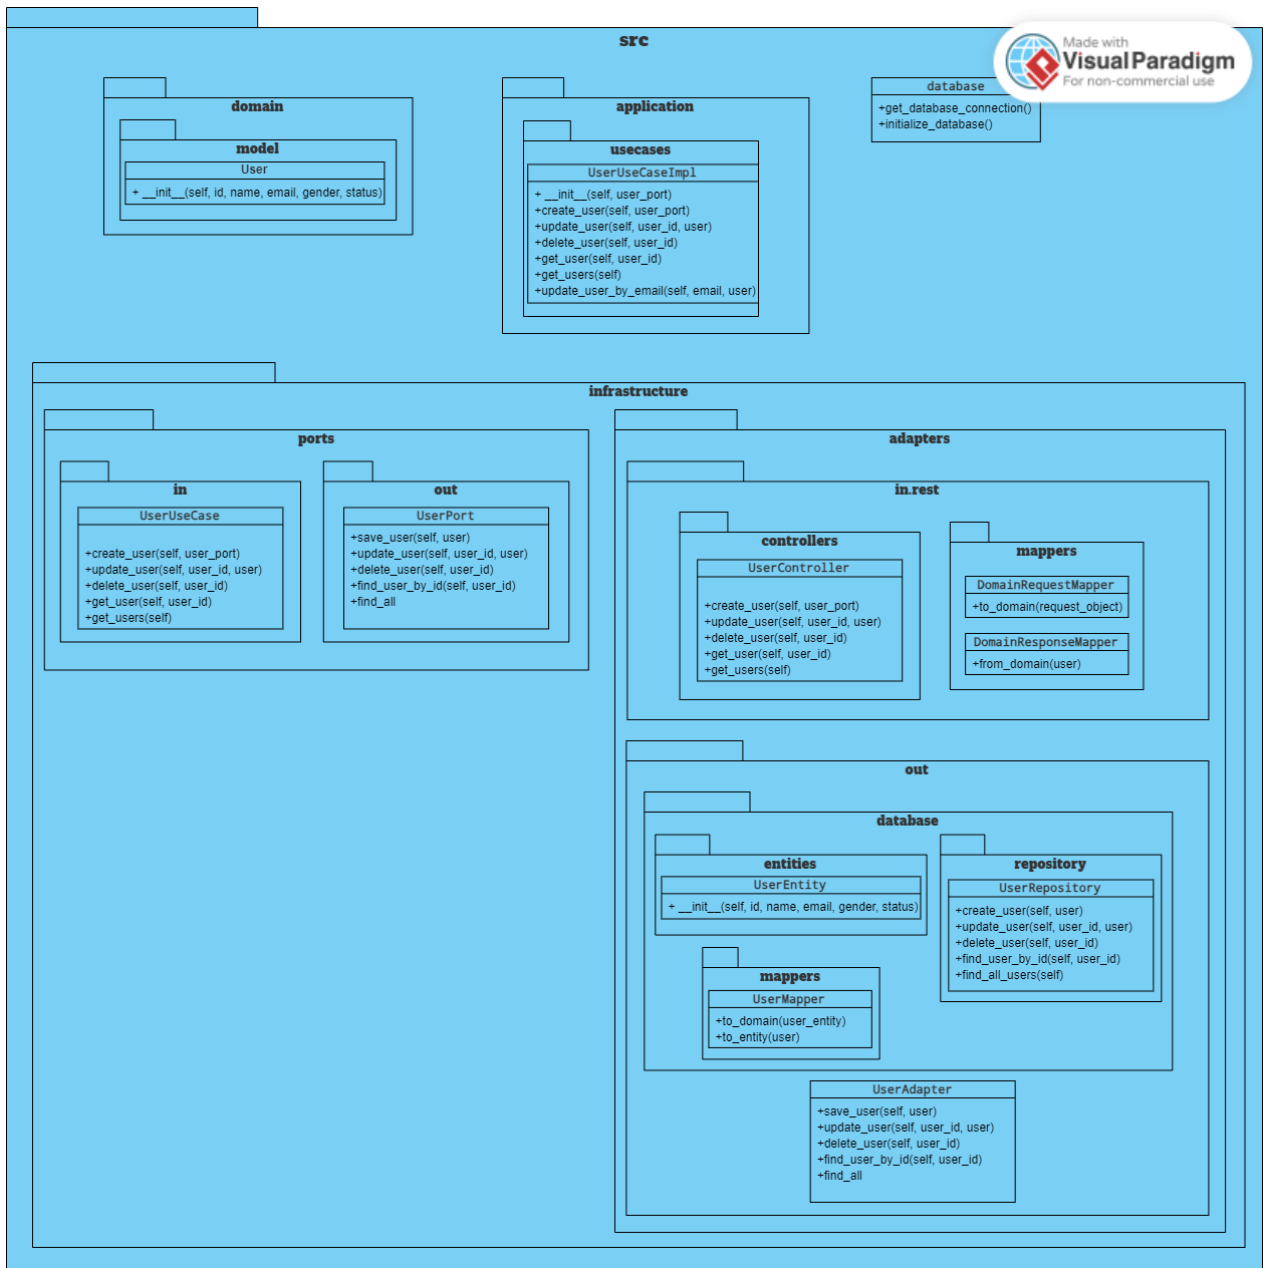 src
Made with
Visual Paradigm
For non-commercial use
domain
model
User
+ __init__(self, id, name, email, gender, status)
application
usecases
UserUseCaseImpl
+ __init__(self, user_port)
+create_user(self, user_port)
+update_user(self, user_id, user)
+delete_user(self, user_id)
+get_user(self, user_id)
+get_users(self)
+update_user_by_email(self, email, user)
database
+get_database_connection()
+initialize_database()
infrastructure
ports
in
UserUseCase
+create_user(self, user_port)
+update_user(self, user_id, user)
+delete_user(self, user_id)
+get_user(self, user_id)
+get_users(self)
out
UserPort
+save_user(self, user)
+update_user(self, user_id, user)
+delete_user(self, user_id)
+find_user_by_id(self, user_id)
+find_all
adapters
in.rest
controllers
UserController
+create_user(self, user_port)
+update_user(self, user_id, user)
+delete_user(self, user_id)
+get_user(self, user_id)
+get_users(self)
mappers
DomainRequestMapper
+to_domain(request_object)
DomainResponseMapper
+from_domain(user)
out
database
entities
UserEntity
+ __init__(self, id, name, email, gender, status)
repository
UserRepository
+create_user(self, user)
+update_user(self, user_id, user)
+delete_user(self, user_id)
+find_user_by_id(self, user_id)
+find_all_users(self)
mappers
UserMapper
+to_domain(user_entity)
+to_entity(user)
UserAdapter
+save_user(self, user)
+update_user(self, user_id, user)
+delete_user(self, user_id)
+find_user_by_id(self, user_id)
+find_all